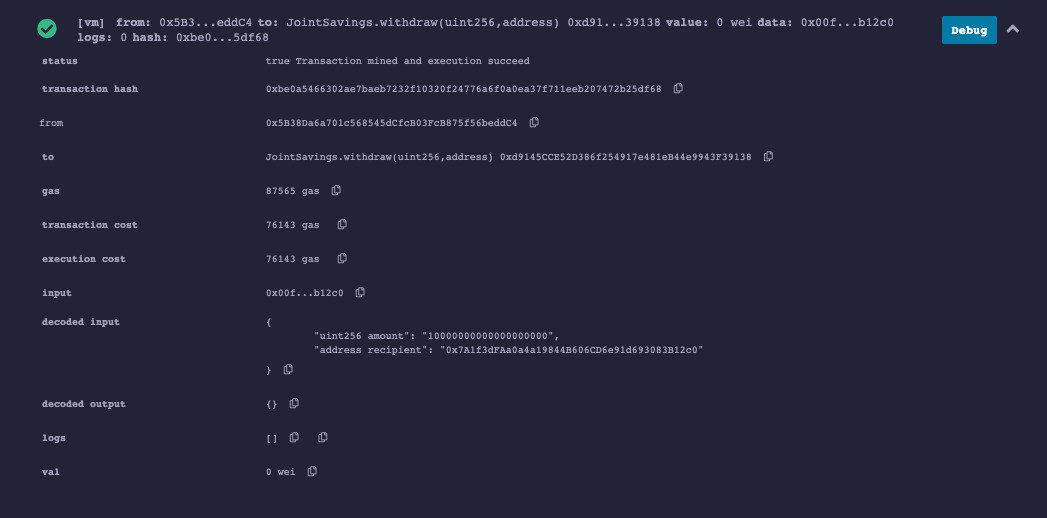 [vm] from: 0x5B3...eddC4 to: JointSavings.withdraw(uint256,address) 0xd91...39138 value: 0 wei data: 0x00f...b12c0
logs: 0 hash: 0xbe0...5df68
Debug
status true Transaction mined and execution succeed
transaction hash 0xbe0a5466302ae7baeb7232f10320f24776a6f0a0ea37f711eeb207472b25df68
from 0x5B38Da6a701c568545dCfcB03FcB875f56beddC4
to JointSavings.withdraw(uint256,address) 0xd9145CCE52D386f254917e481eB44e9943F39138
gas 87565 gas
transaction cost 76143 gas
execution cost 76143 gas
input 0x00f...b12c0
decoded input {
"uint256 amount": "10000000000000000000",
"address recipient": "0x7A1f3dFAa0a4a19844B606CD6e91d693083B12c0"
}
decoded output {}
logs []
val 0 wei